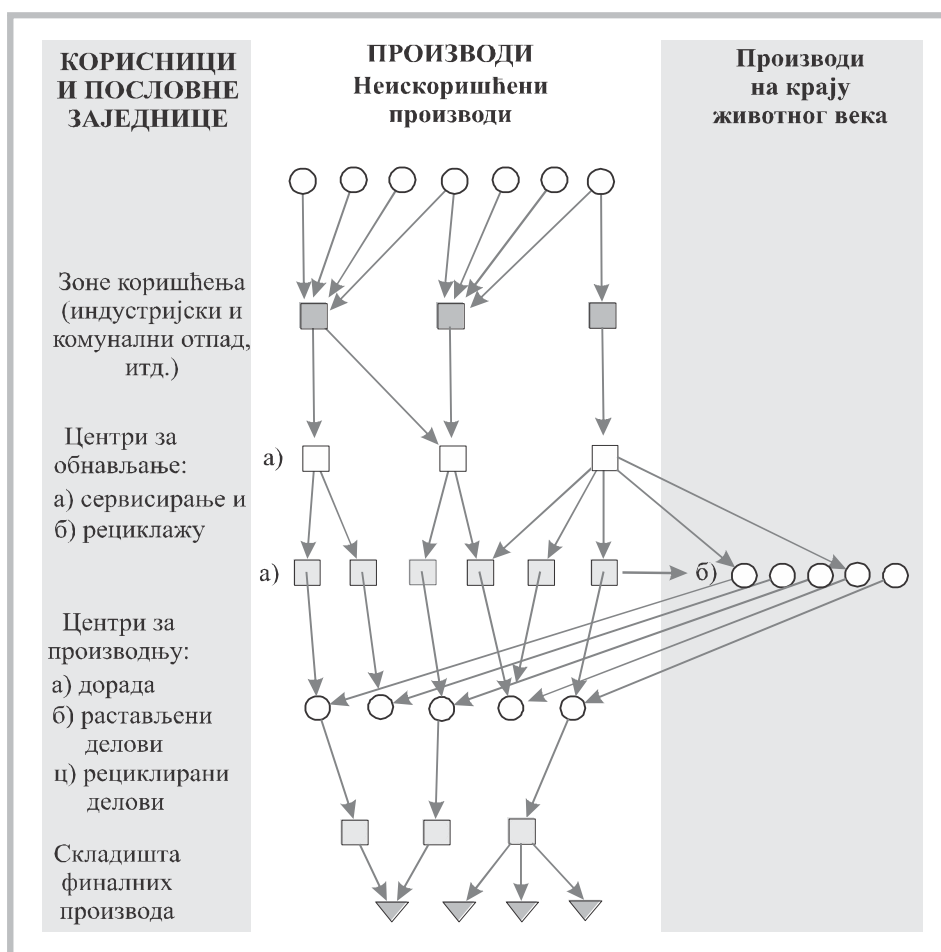 КОРИСНИЦИ
И ПОСЛОВНЕ
ЗАЈЕДНИЦЕ
ПРОИЗВОДИ
Неискоришћени
производи
Производи
на крају
животног века
Зоне коришћења
(индустријски и
комунални отпад,
итд.)
Центри за
обнављање:
а) сервисирање и
б) рециклажу
а)
а)
б)
Центри за
производњу:
а) дорада
б) растављени
делови
ц) рециклирани
делови
Складишта
финалних
производа